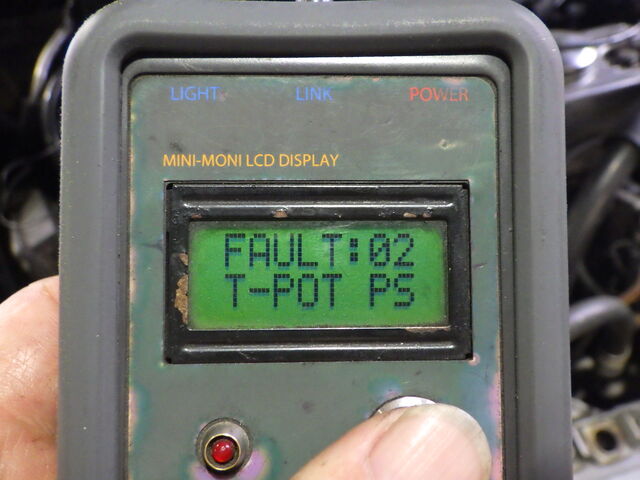 LIGHT LINK POWER
MINI-MONI LCD DISPLAY
FAULT:02
T-POT PS